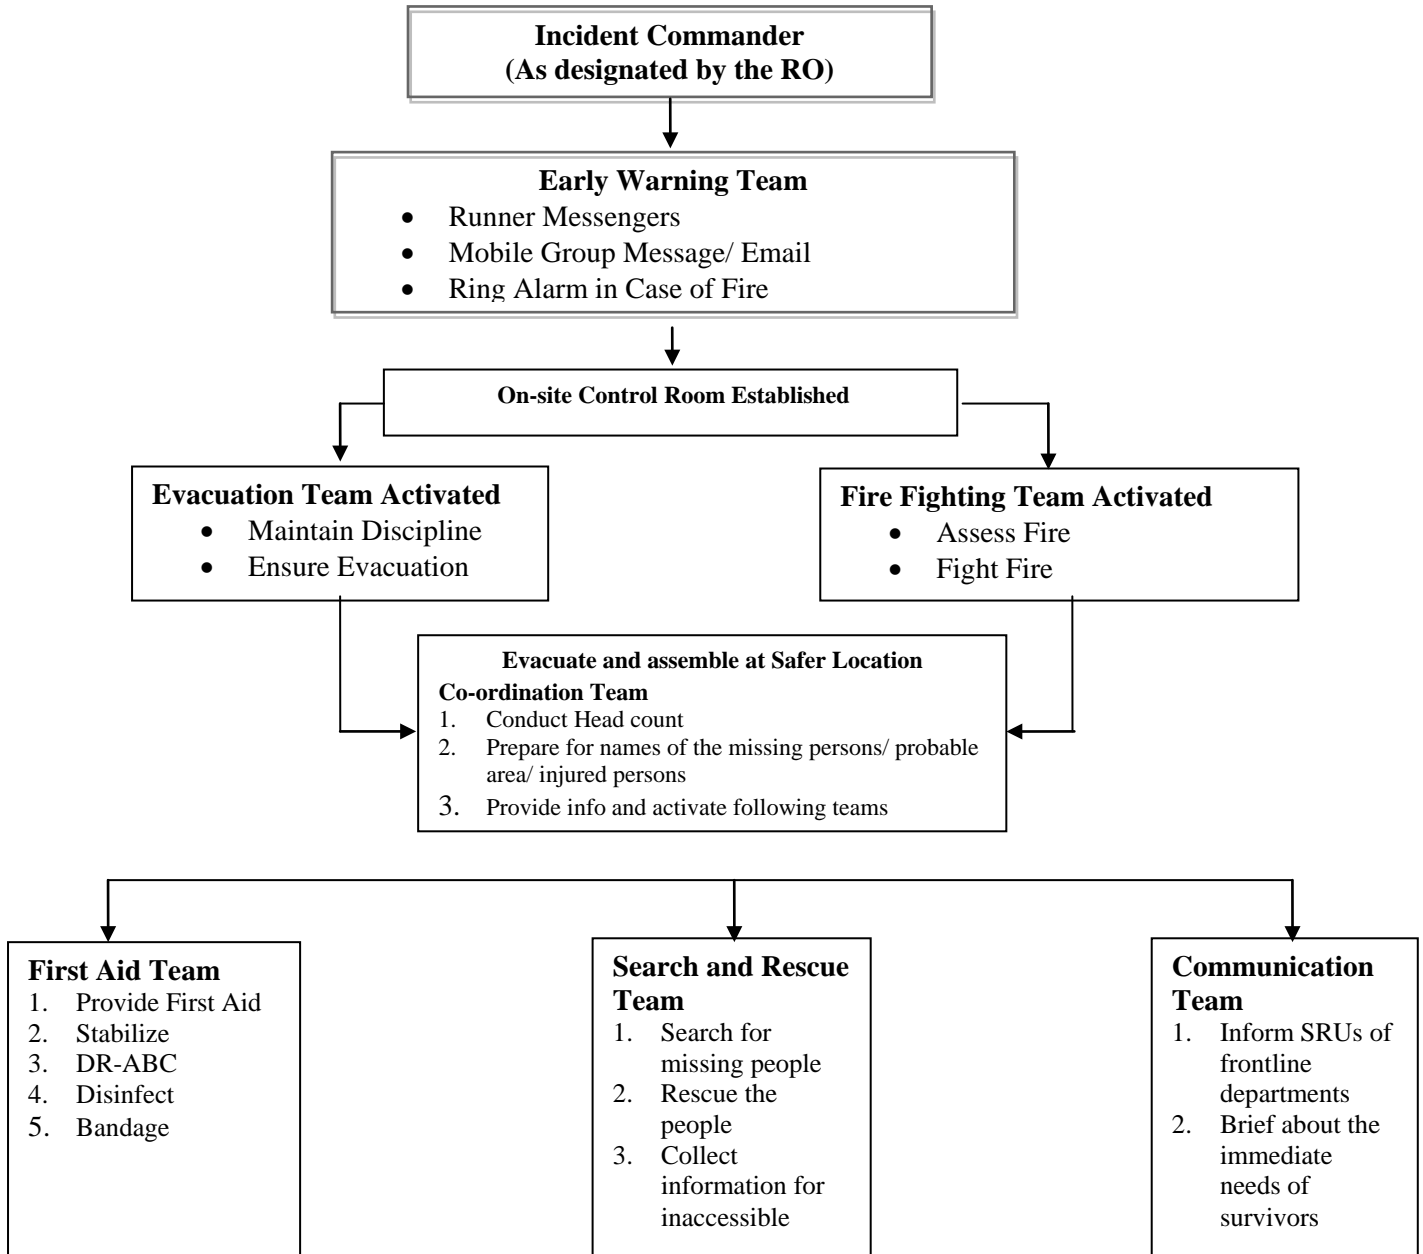 Incident Commander
(As designated by the RO)
Early Warning Team
• Runner Messengers
• Mobile Group Message/ Email
• Ring Alarm in Case of Fire
On-site Control Room Established
Evacuation Team Activated
• Maintain Discipline
• Ensure Evacuation
Fire Fighting Team Activated
• Assess Fire
• Fight Fire
Evacuate and assemble at Safer Location
Co-ordination Team
1. Conduct Head count
2. Prepare for names of the missing persons/ probable
area/ injured persons
3. Provide info and activate following teams
First Aid Team
1. Provide First Aid
2. Stabilize
3. DR-ABC
4. Disinfect
5. Bandage
Search and Rescue
Team
1. Search for
missing people
2. Rescue the
people
3. Collect
information for
inaccessible
Communication
Team
1. Inform SRUs of
frontline
departments
2. Brief about the
immediate
needs of
survivors